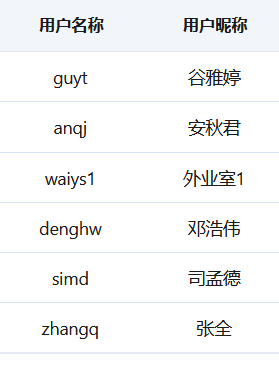 用户名称 用户昵称
guyt 谷雅婷
anqj 安秋君
waiys1 外业室1
denghw 邓浩伟
simd 司孟德
zhangq 张全